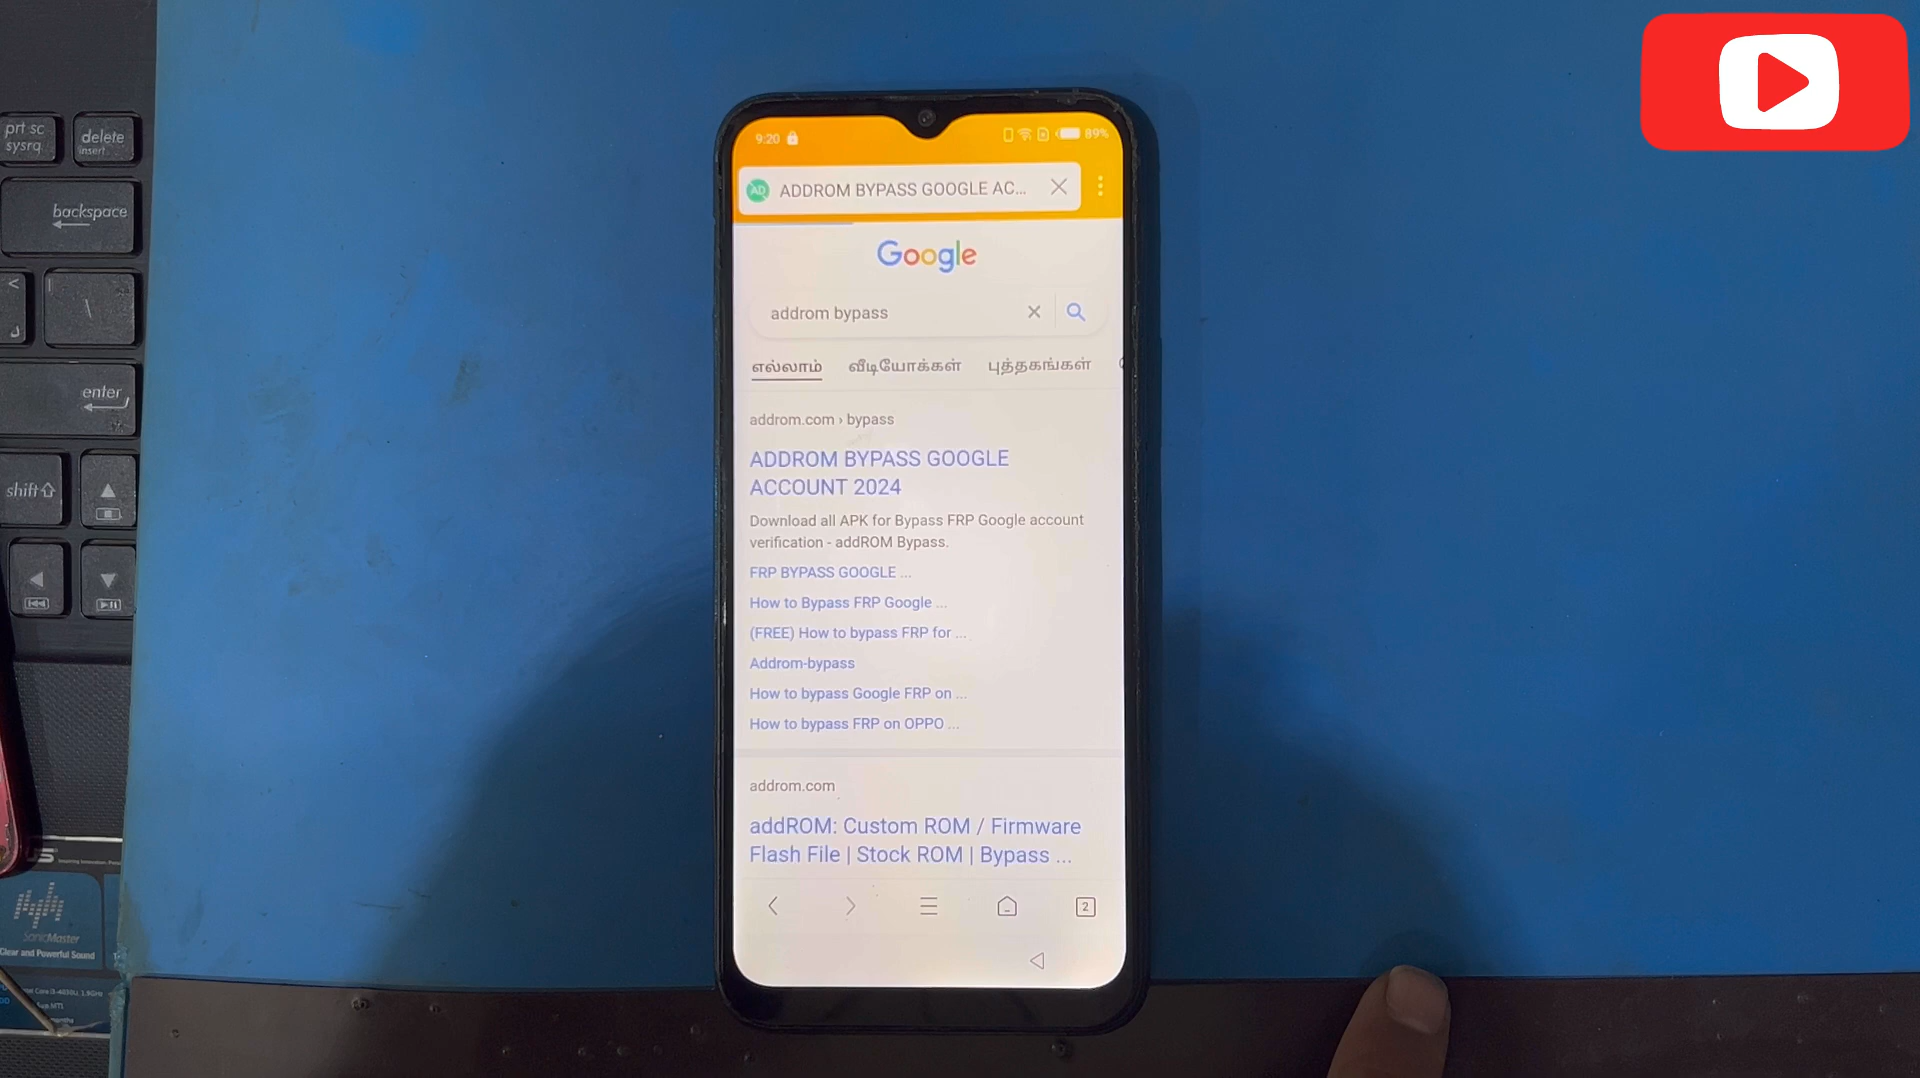 prt sc
sysrq
delete
insert
backspace
enter
shift
9:20
89%
AD
ADDROM BYPASS GOOGLE AC...
Google
addrom bypass
எல்லாம் வீடியோக்கள் புத்தகங்கள்
addrom.com › bypass
ADDROM BYPASS GOOGLE
ACCOUNT 2024
Download all APK for Bypass FRP Google account
verification - addROM Bypass.
FRP BYPASS GOOGLE ...
How to Bypass FRP Google ...
(FREE) How to bypass FRP for ...
Addrom-bypass
How to bypass Google FRP on ...
How to bypass FRP on OPPO ...
addrom.com
addROM: Custom ROM / Firmware
Flash File | Stock ROM | Bypass ...
2
SonicMaster
Clear and Powerful Sound